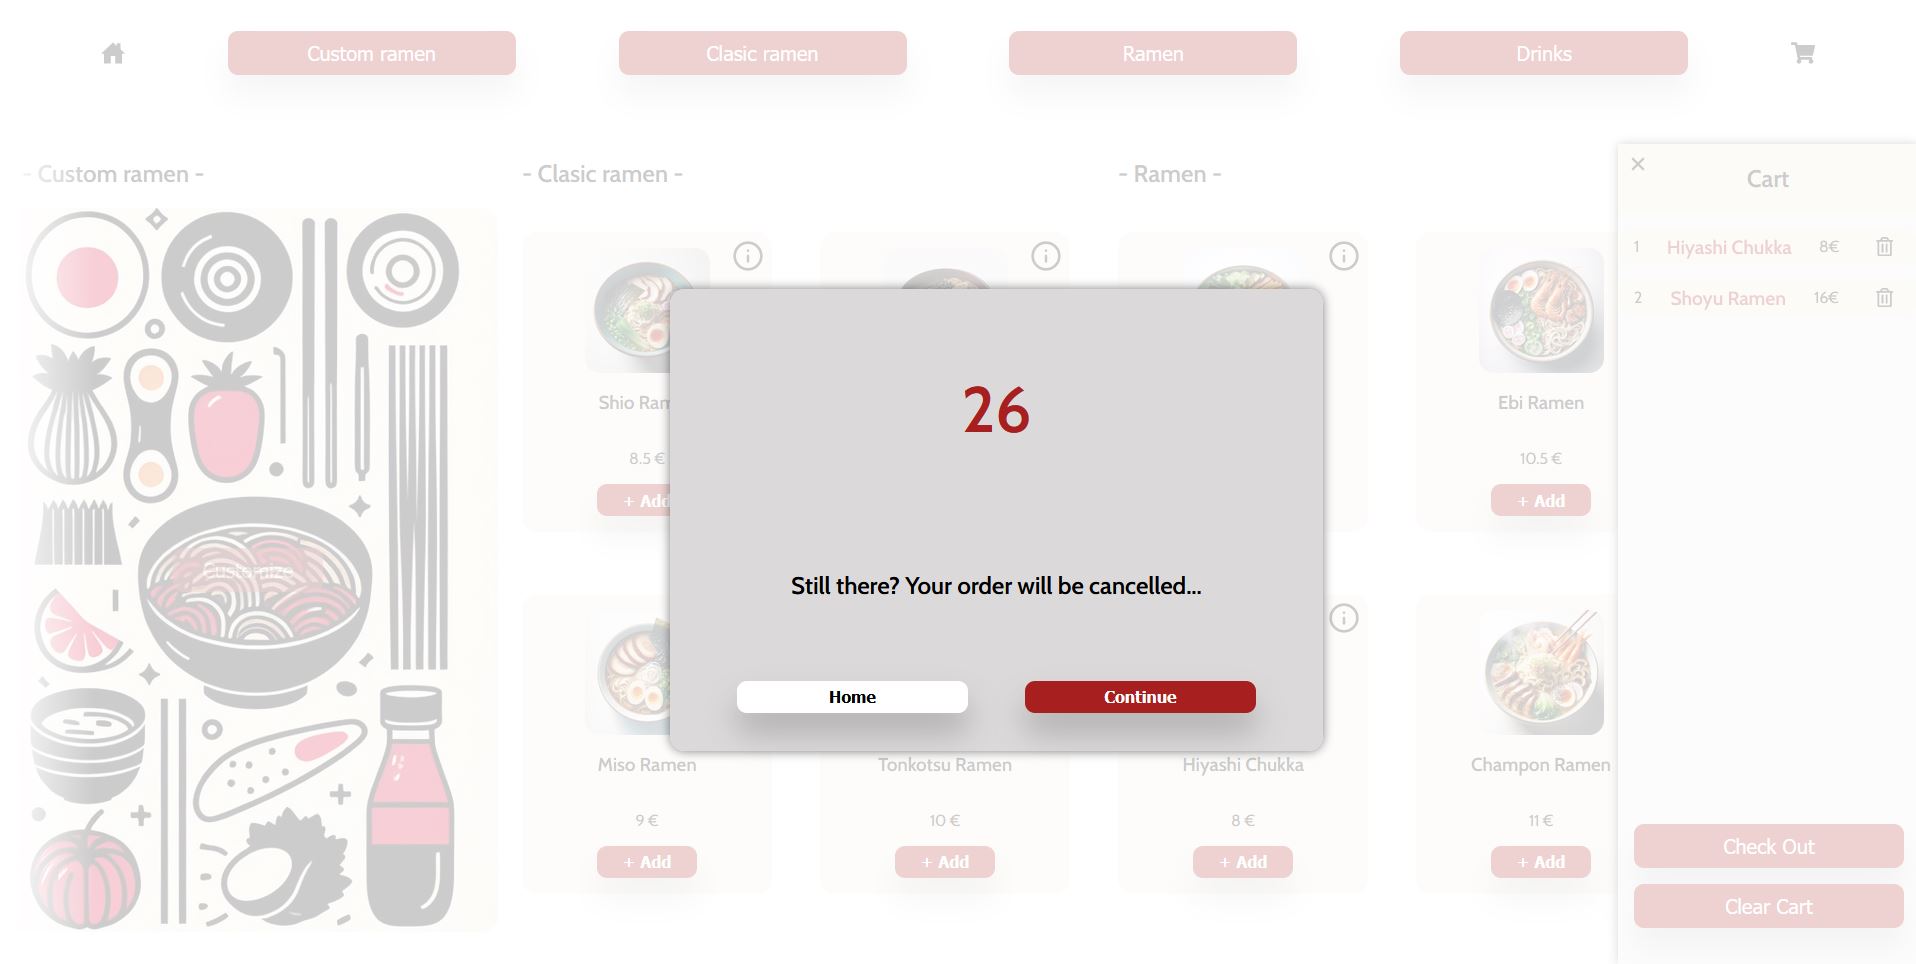 Custom ramen
Clasic ramen
Ramen
Drinks
- Custom ramen -
- Clasic ramen -
- Ramen -
Customize
Shio Ram
8.5 €
+ Add
Ebi Ramen
10.5 €
+ Add
Miso Ramen
9 €
+ Add
Tonkotsu Ramen
10 €
+ Add
Hiyashi Chukka
8 €
+ Add
Champon Ramen
11 €
+ Add
26
Still there? Your order will be cancelled...
Home
Continue
× Cart
1 Hiyashi Chukka 8€
2 Shoyu Ramen 16€
Check Out
Clear Cart